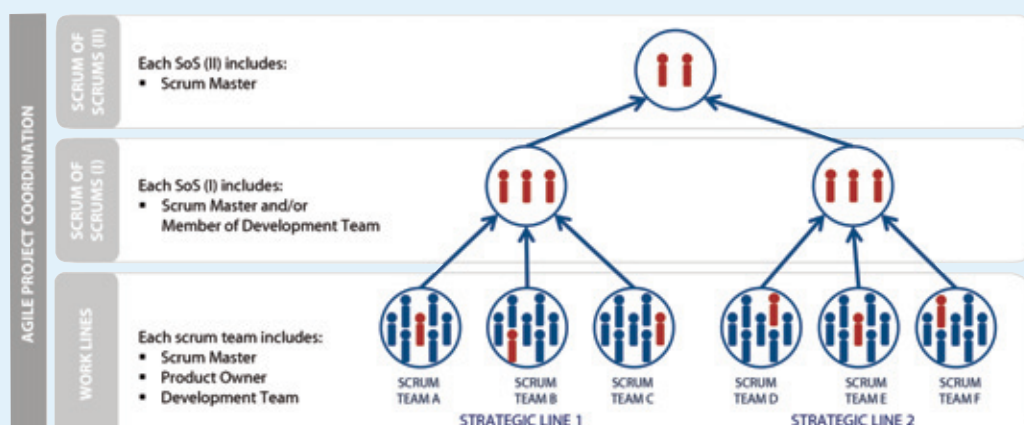 AGILE PROJECT COORDINATION
SCRUM OF
SCRUMS (II)
Each SoS (II) includes:
▪ Scrum Master
SCRUM OF
SCRUMS (I)
Each SoS (I) includes:
▪ Scrum Master and/or
Member of Development Team
WORK LINES
Each scrum team includes:
▪ Scrum Master
▪ Product Owner
▪ Development Team
SCRUM
TEAM A
SCRUM
TEAM B
SCRUM
TEAM C
SCRUM
TEAM D
SCRUM
TEAM E
SCRUM
TEAM F
STRATEGIC LINE 1
STRATEGIC LINE 2